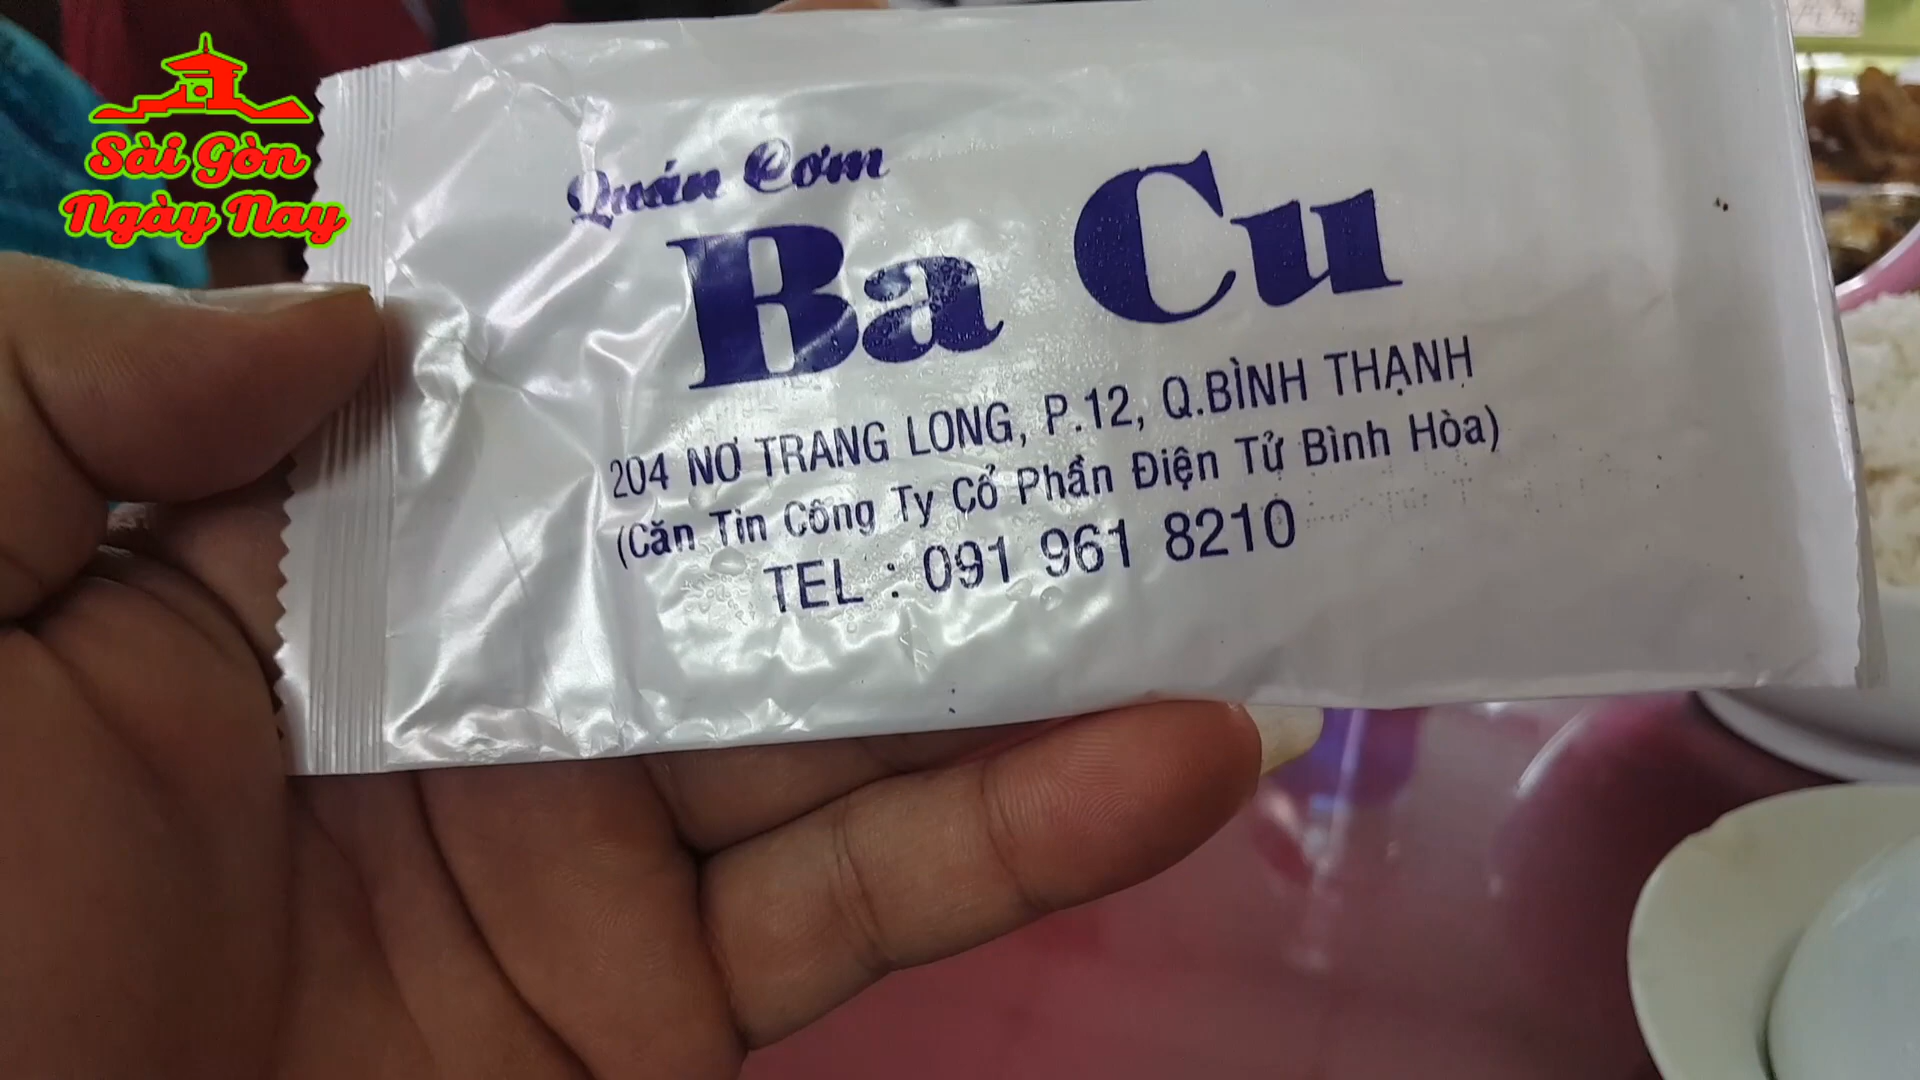 Sài Gòn
Ngày Nay
Quán Cơm
Ba Cu
204 NƠ TRANG LONG, P.12, Q.BÌNH THẠNH
(Căn Tin Công Ty Cổ Phần Điện Tử Bình Hòa)
TEL : 091 961 8210